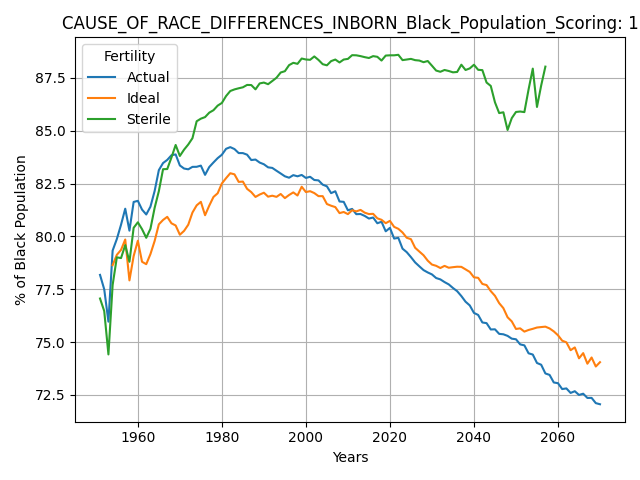 CAUSE_OF_RACE_DIFFERENCES_INBORN_Black_Population_Scoring: 1
Fertility
Actual
Ideal
Sterile
% of Black Population
87.5
85.0
82.5
80.0
77.5
75.0
72.5
1960
1980
2000
2020
2040
2060
Years